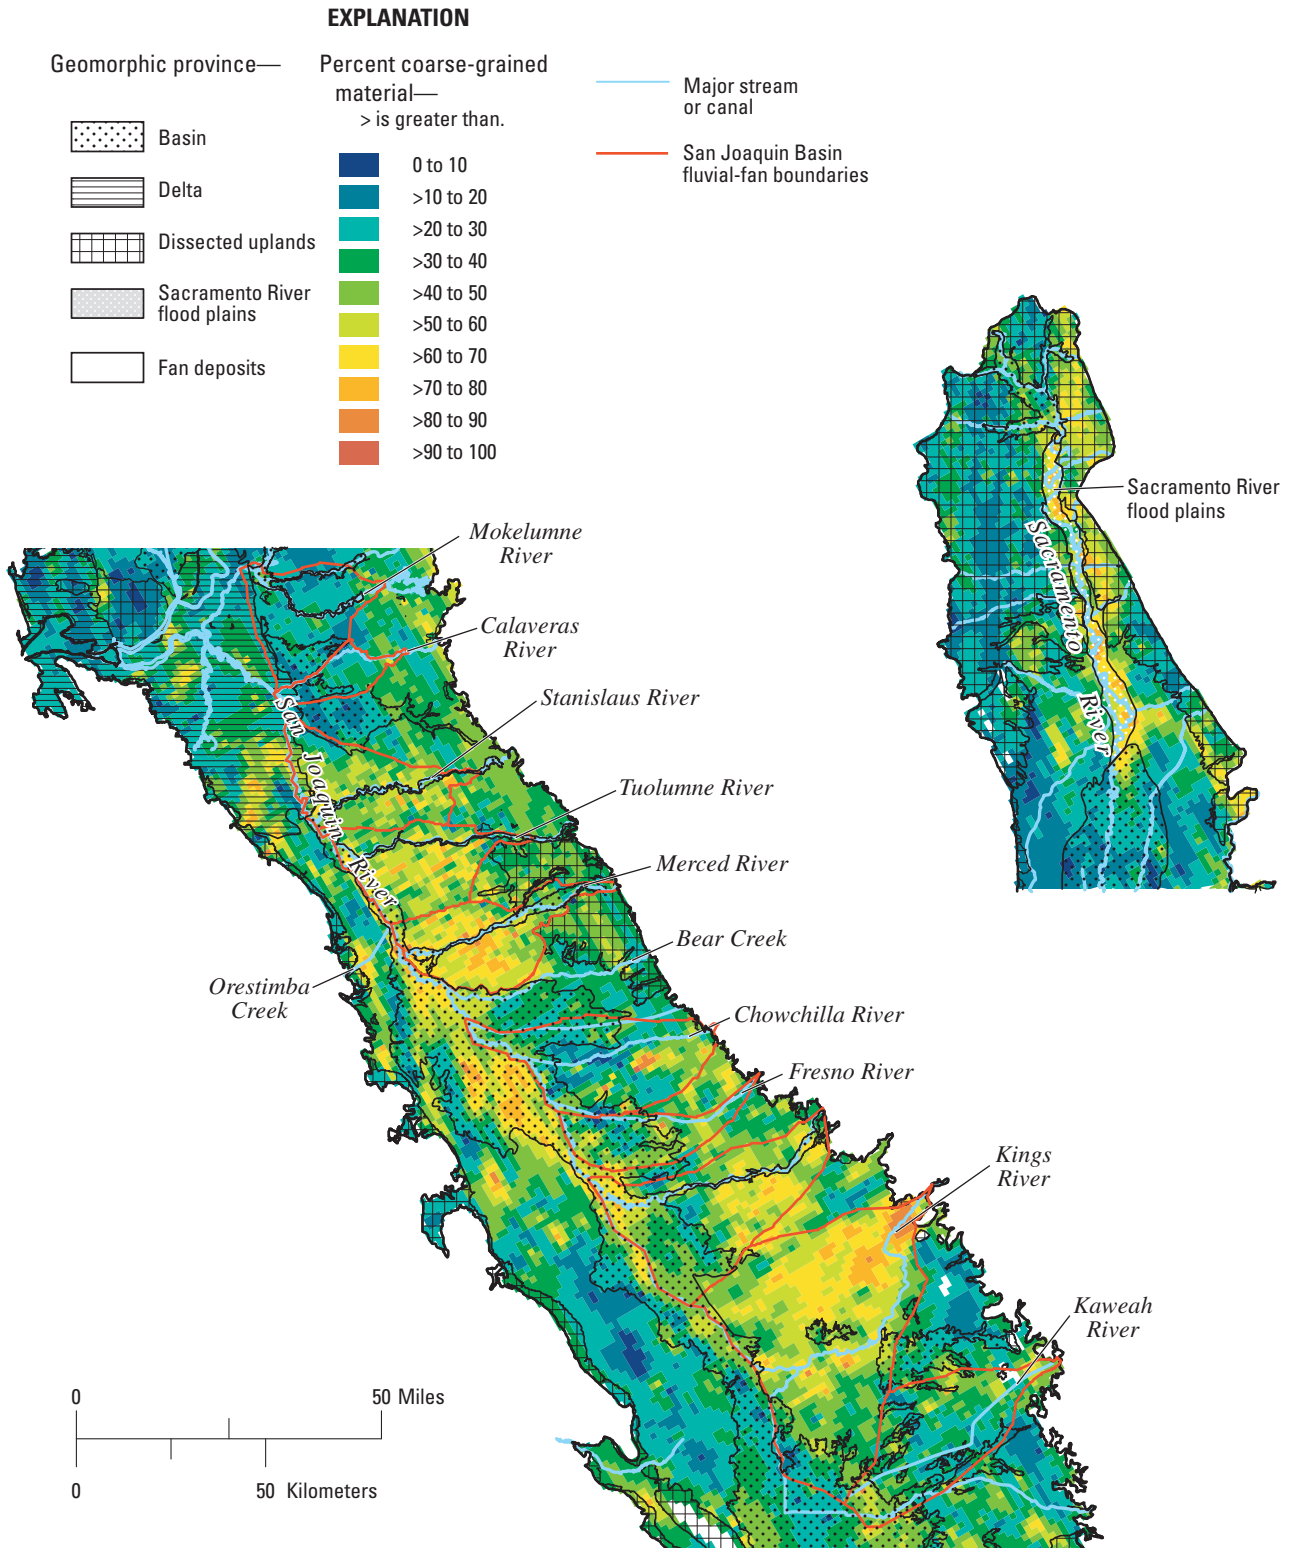 EXPLANATION
Geomorphic province—
Basin
Delta
Dissected uplands
Sacramento River
flood plains
Fan deposits
Percent coarse-grained
material—
> is greater than.
0 to 10
>10 to 20
>20 to 30
>30 to 40
>40 to 50
>50 to 60
>60 to 70
>70 to 80
>80 to 90
>90 to 100
Major stream
or canal
San Joaquin Basin
fluvial-fan boundaries
Sacramento River
flood plains
Sacramento
River
Mokelumne
River
Calaveras
River
Stanislaus River
San Joaquin River
Tuolumne River
Merced River
Bear Creek
Orestimba
Creek
Chowchilla River
Fresno River
Kings
River
Kaweah
River
0
50 Miles
0
50 Kilometers